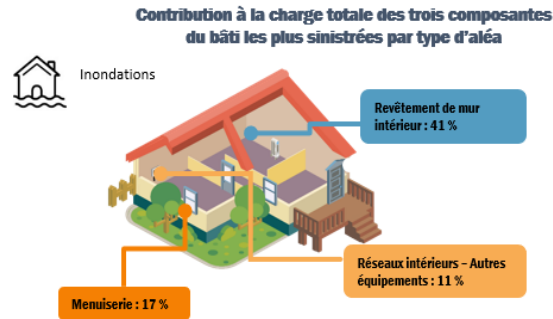 Contribution à la charge totale des trois composantes
du bâti les plus sinistrées par type d'aléa
Inondations
Revêtement de mur
intérieur : 41 %
Réseaux intérieurs – Autres
équipements : 11 %
Menuiserie : 17 %